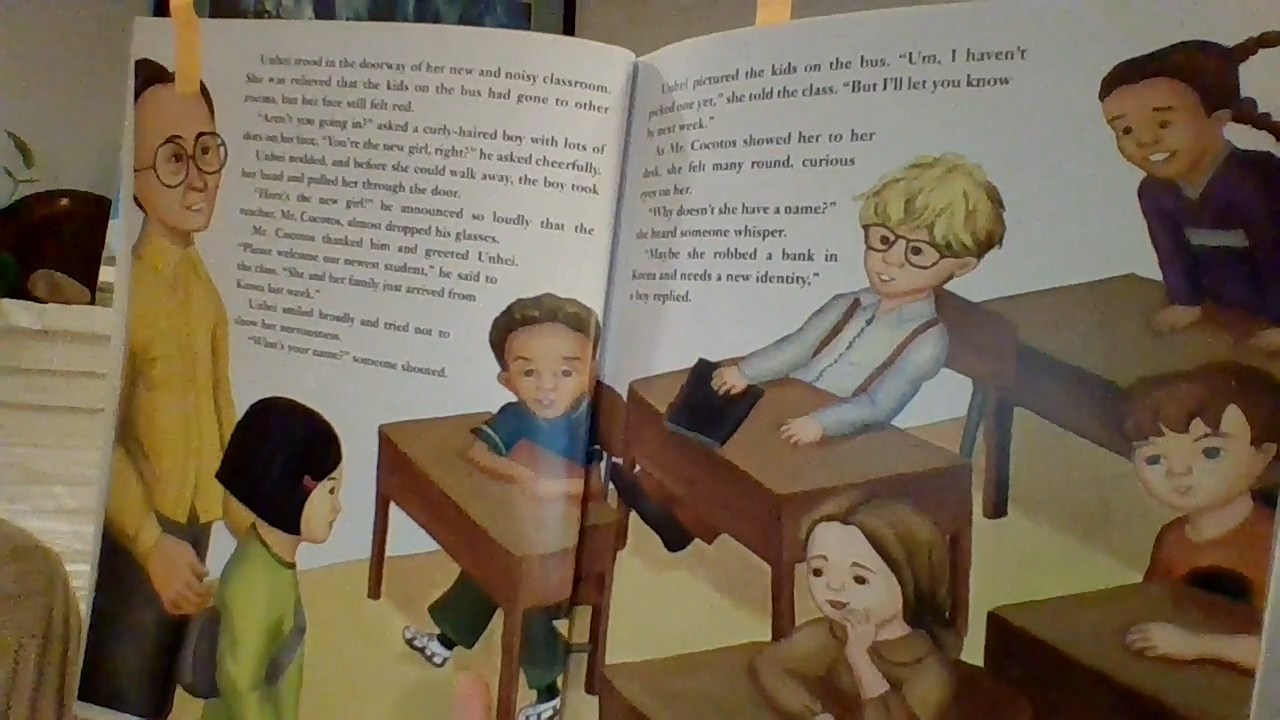 Unhei stood in the doorway of her new and noisy classroom.
She was relieved that the kids on the bus had gone to other
rooms, but her face still felt red.
"Aren't you going in?" asked a curly-haired boy with lots of
dots on his face. "You're the new girl, right?" he asked cheerfully.
Unhei nodded, and before she could walk away, the boy took
her hand and pulled her through the door.
"Here's the new girl!" he announced so loudly that the
teacher, Mr. Cocotos, almost dropped his glasses.
Mr. Cocotos thanked him and greeted Unhei.
"Please welcome our newest student," he said to
the class. "She and her family just arrived from
Korea last week."
Unhei smiled broadly and tried not to
show her nervousness.
"What's your name?" someone shouted.
Unhei pictured the kids on the bus. "Um, I haven't
picked one yet," she told the class. "But I'll let you know
by next week."
As Mr. Cocotos showed her to her
desk, she felt many round, curious
eyes on her.
"Why doesn't she have a name?"
she heard someone whisper.
"Maybe she robbed a bank in
Korea and needs a new identity,"
a boy replied.